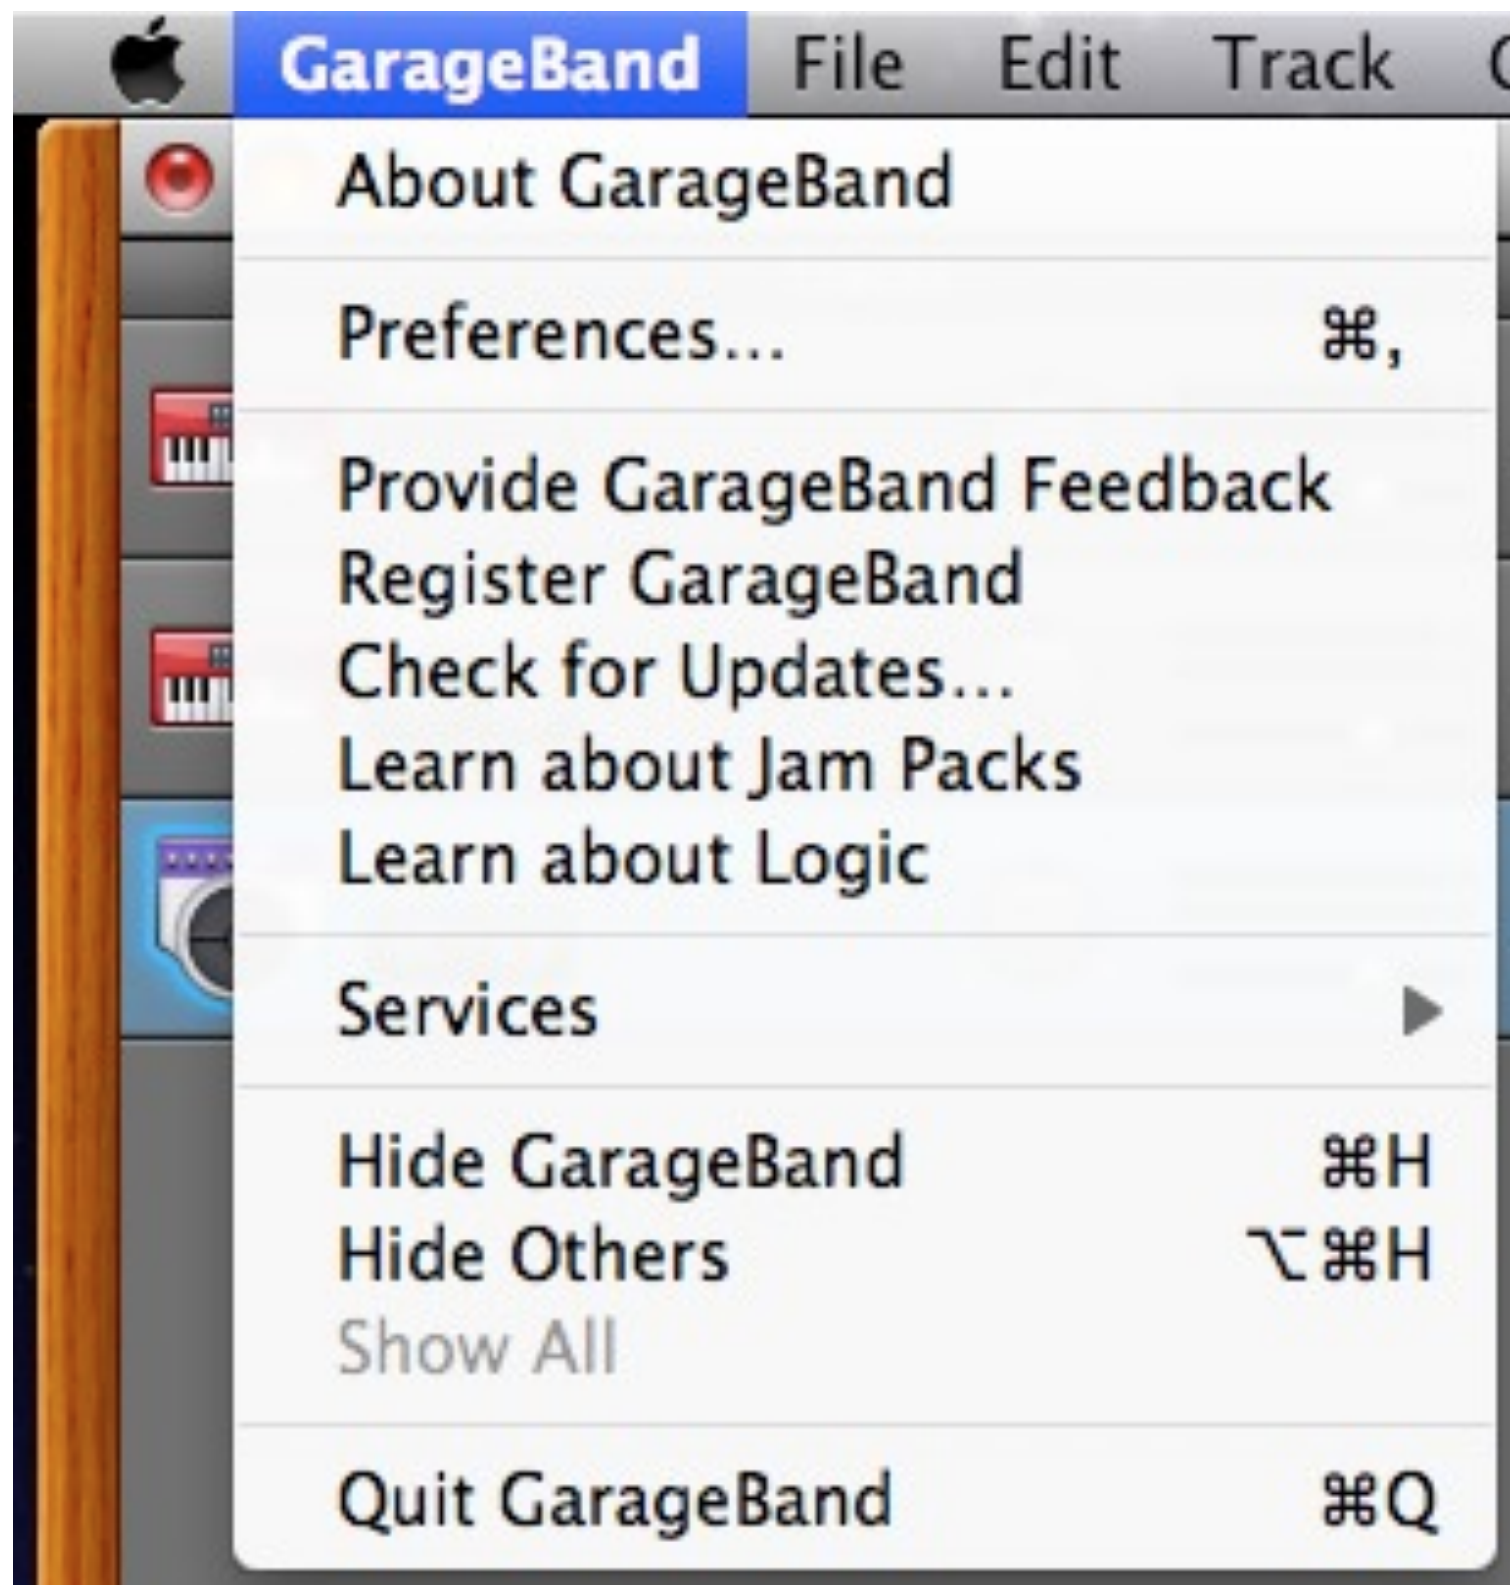 GarageBand File Edit Track
About GarageBand
Preferences... ⌘,
Provide GarageBand Feedback
Register GarageBand
Check for Updates...
Learn about Jam Packs
Learn about Logic
Services ▶
Hide GarageBand ⌘H
Hide Others ⌥⌘H
Show All
Quit GarageBand ⌘Q